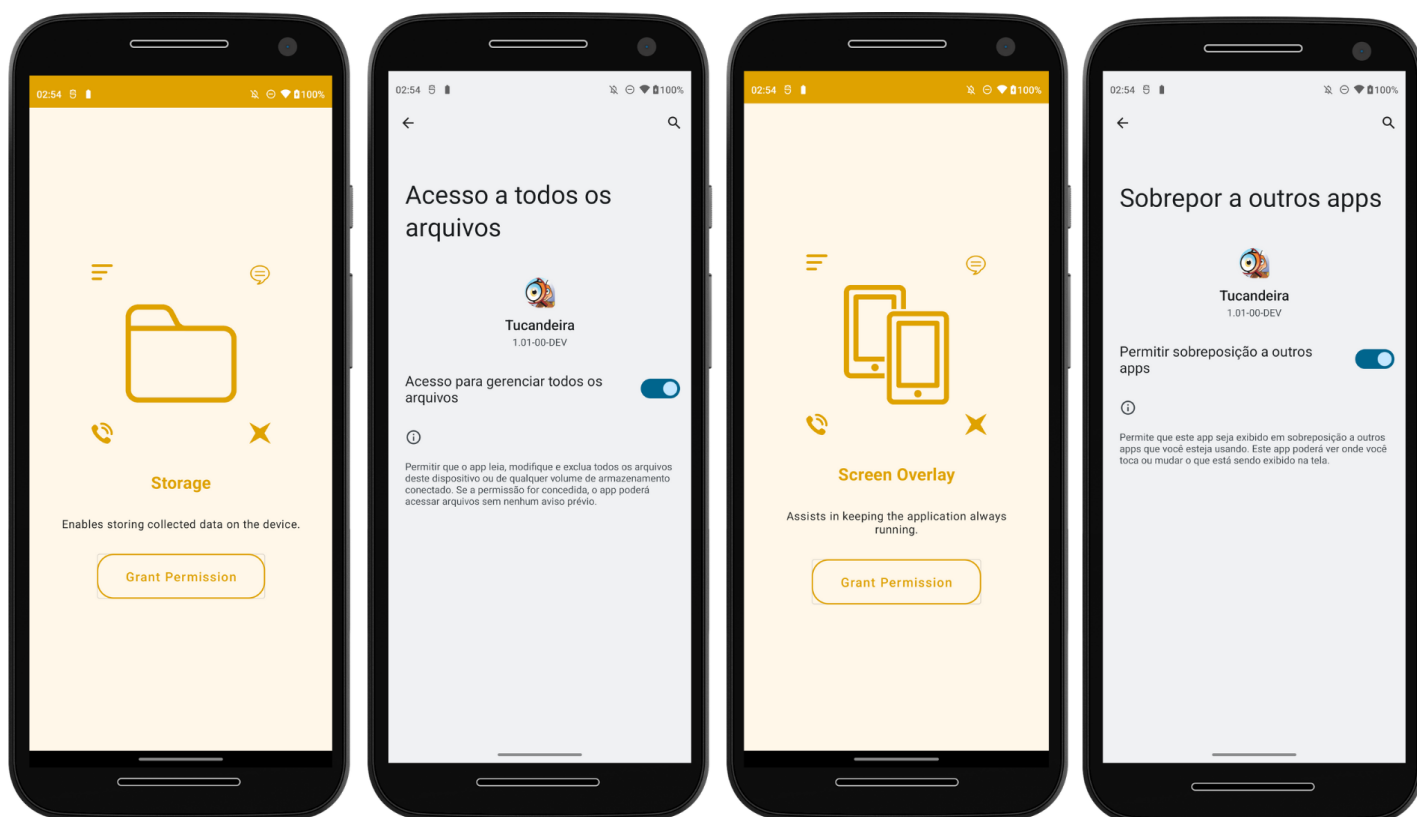 02:54
100%
Storage
Enables storing collected data on the device.
Grant Permission
02:54
100%
Acesso a todos os
arquivos
Tucandeira
1.01-00-DEV
Acesso para gerenciar todos os
arquivos
Permitir que o app leia, modifique e exclua todos os arquivos
deste dispositivo ou de qualquer volume de armazenamento
conectado. Se a permissão for concedida, o app poderá
acessar arquivos sem nenhum aviso prévio.
02:54
100%
Screen Overlay
Assists in keeping the application always
running.
Grant Permission
02:54
100%
Sobrepor a outros apps
Tucandeira
1.01-00-DEV
Permitir sobreposição a outros
apps
Permite que este app seja exibido em sobreposição a outros
apps que você esteja usando. Este app poderá ver onde você
toca ou mudar o que está sendo exibido na tela.